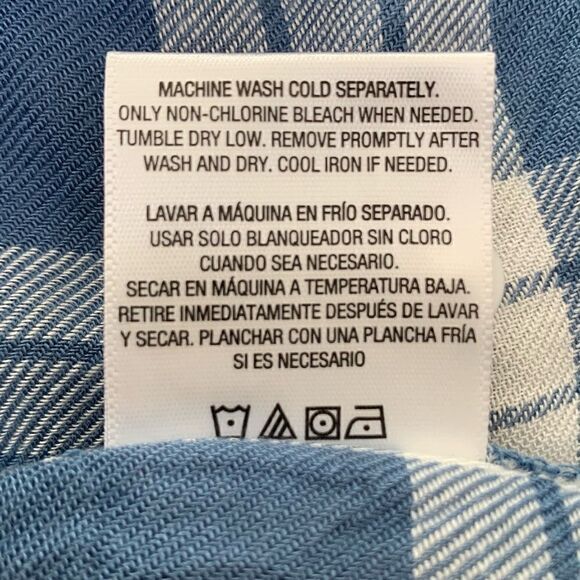 MACHINE WASH COLD SEPARATELY.
ONLY NON-CHLORINE BLEACH WHEN NEEDED.
TUMBLE DRY LOW. REMOVE PROMPTLY AFTER
WASH AND DRY. COOL IRON IF NEEDED.
LAVAR A MÁQUINA EN FRÍO SEPARADO.
USAR SOLO BLANQUEADOR SIN CLORO
CUANDO SEA NECESARIO.
SECAR EN MÁQUINA A TEMPERATURA BAJA.
RETIRE INMEDIATAMENTE DESPUÉS DE LAVAR
Y SECAR. PLANCHAR CON UNA PLANCHA FRÍA
SI ES NECESARIO